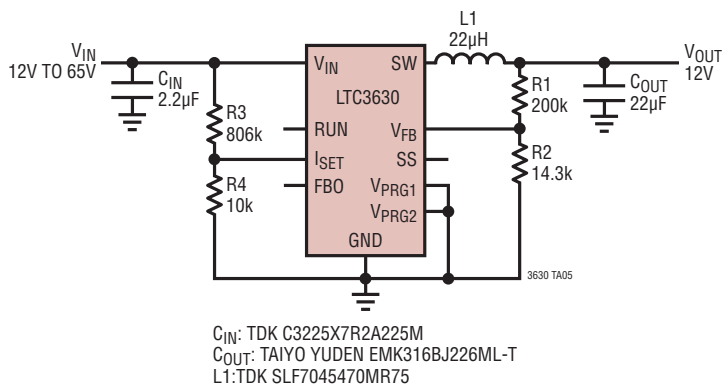 L1
22µH
V_IN
12V TO 65V
C_IN
2.2µF
R3
806k
R4
10k
V_IN
SW
LTC3630
RUN
V_FB
I_SET
SS
FBO
V_PRG1
V_PRG2
GND
R1
200k
R2
14.3k
C_OUT
22µF
V_OUT
12V
3630 TA05
C_IN: TDK C3225X7R2A225M
C_OUT: TAIYO YUDEN EMK316BJ226ML-T
L1:TDK SLF7045470MR75